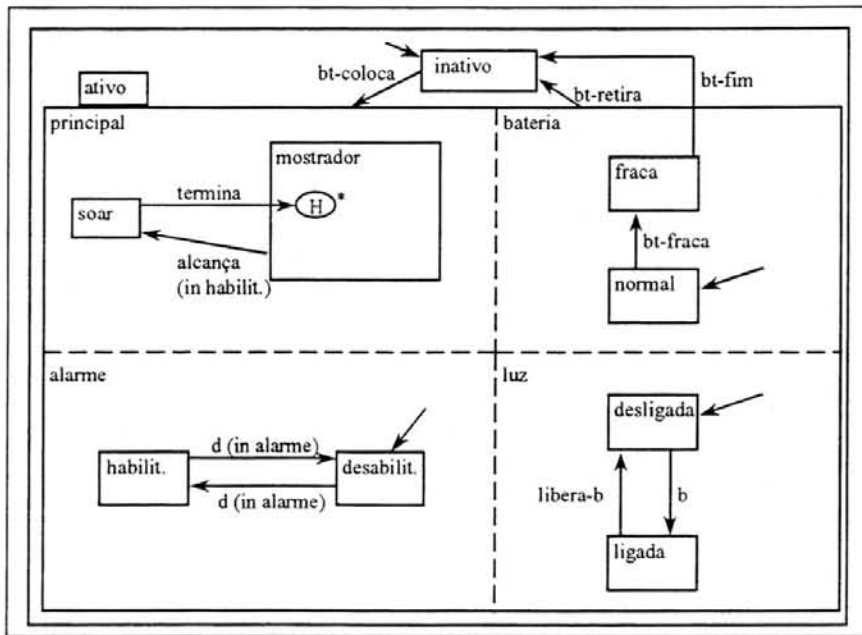 inativo
bt-coloca
bt-retira
bt-fim
ativo
principal
mostrador
termina
H *
soar
alcança
(in habilit.)
bateria
fraca
bt-fraca
normal
alarme
d (in alarme)
habilit.
desabilit.
d (in alarme)
luz
desligada
libera-b
b
ligada